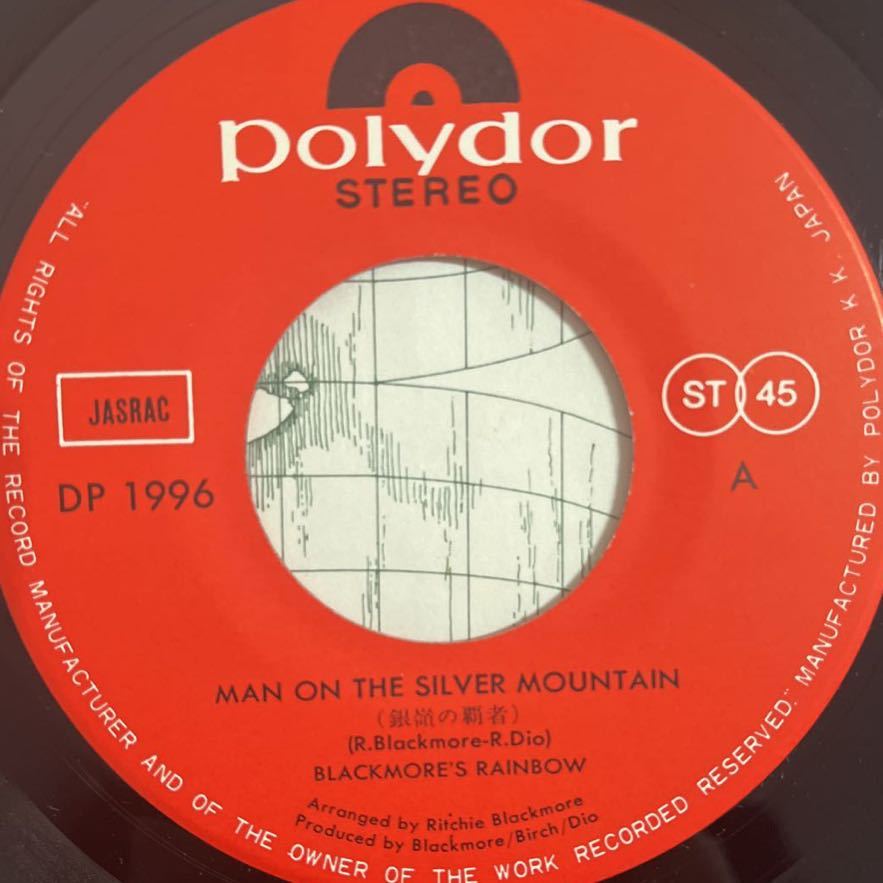 polydor
STEREO
JASRAC
DP 1996
ST 45
A
MAN ON THE SILVER MOUNTAIN
(銀嶺の覇者)
(R.Blackmore-R.Dio)
BLACKMORE'S RAINBOW
Arranged by Ritchie Blackmore
Produced by Blackmore/Birch/Dio
"ALL RIGHTS OF THE RECORD MANUFACTURER AND OF THE OWNER OF THE WORK RECORDED RESERVED." MANUFACTURED BY POLYDOR K K. JAPAN